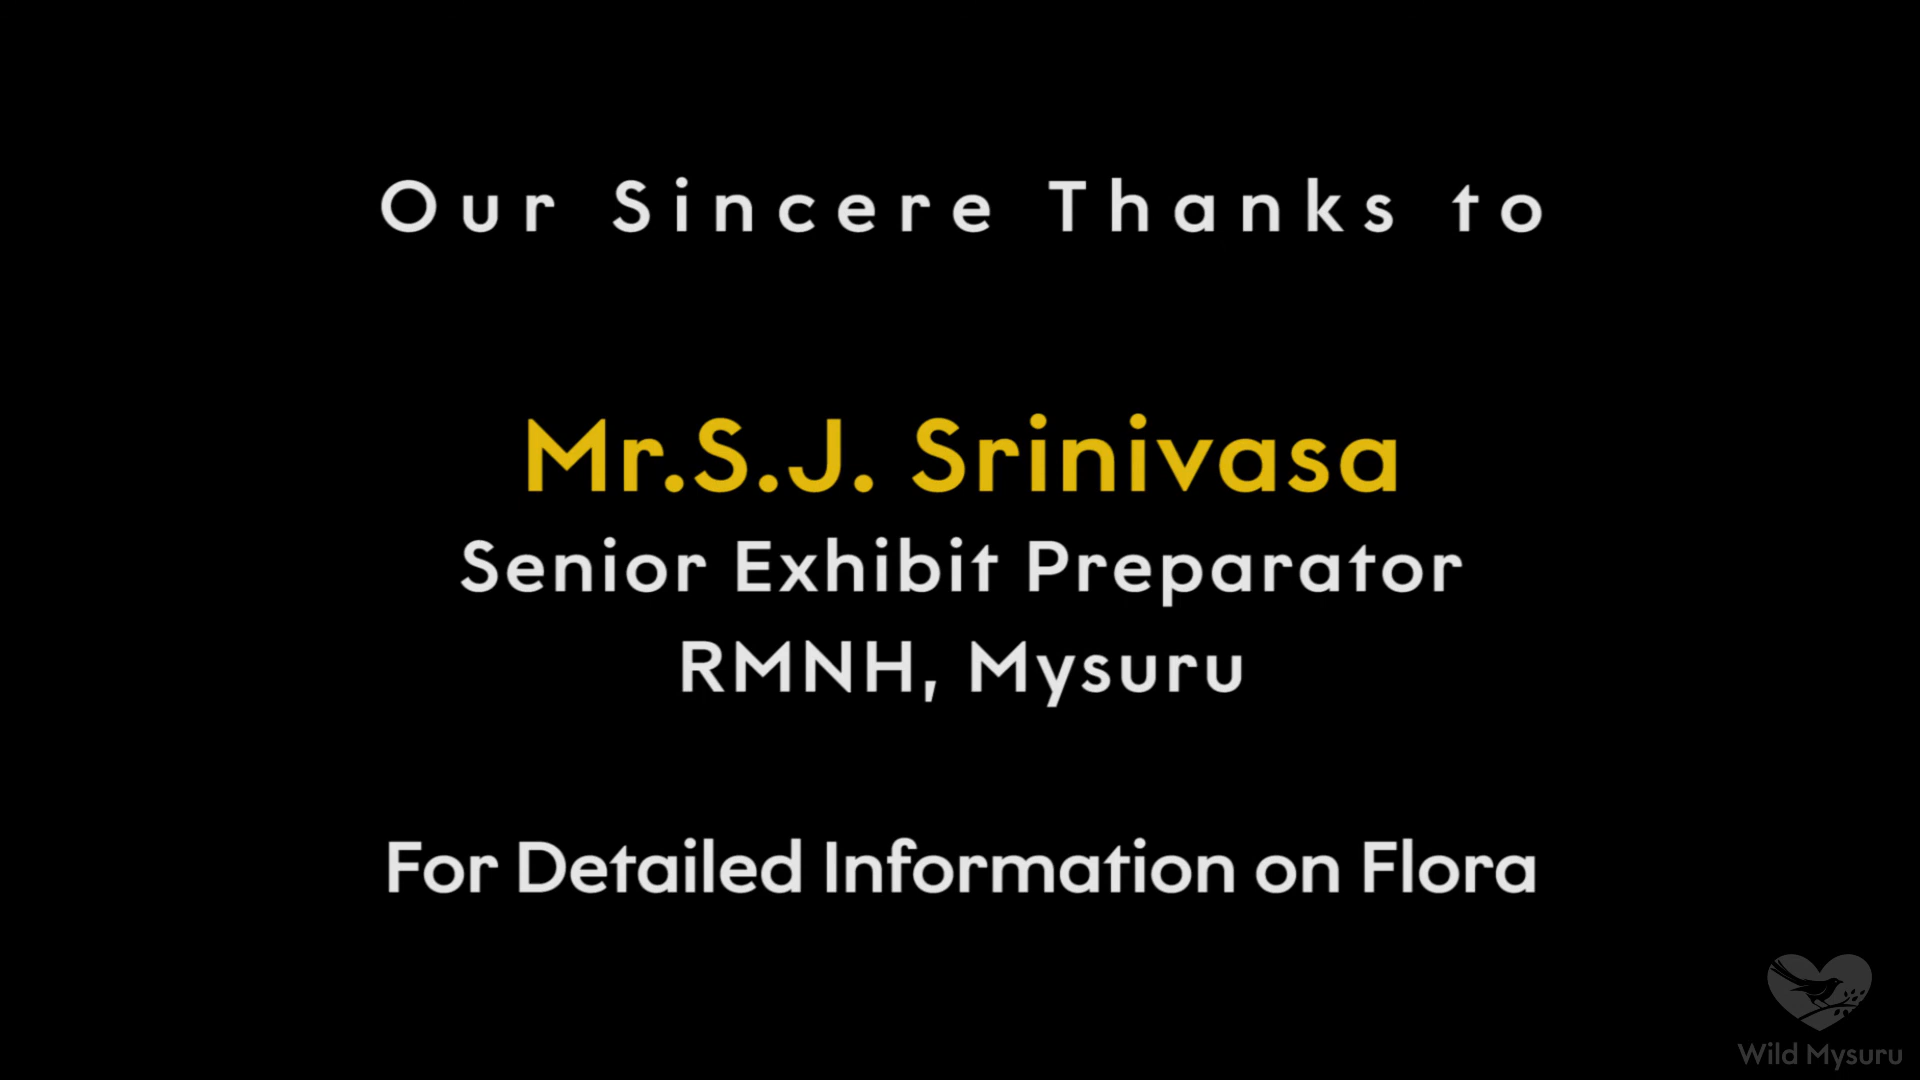 Our Sincere Thanks to
Mr.S.J. Srinivasa
Senior Exhibit Preparator
RMNH, Mysuru
For Detailed Information on Flora
Wild Mysuru